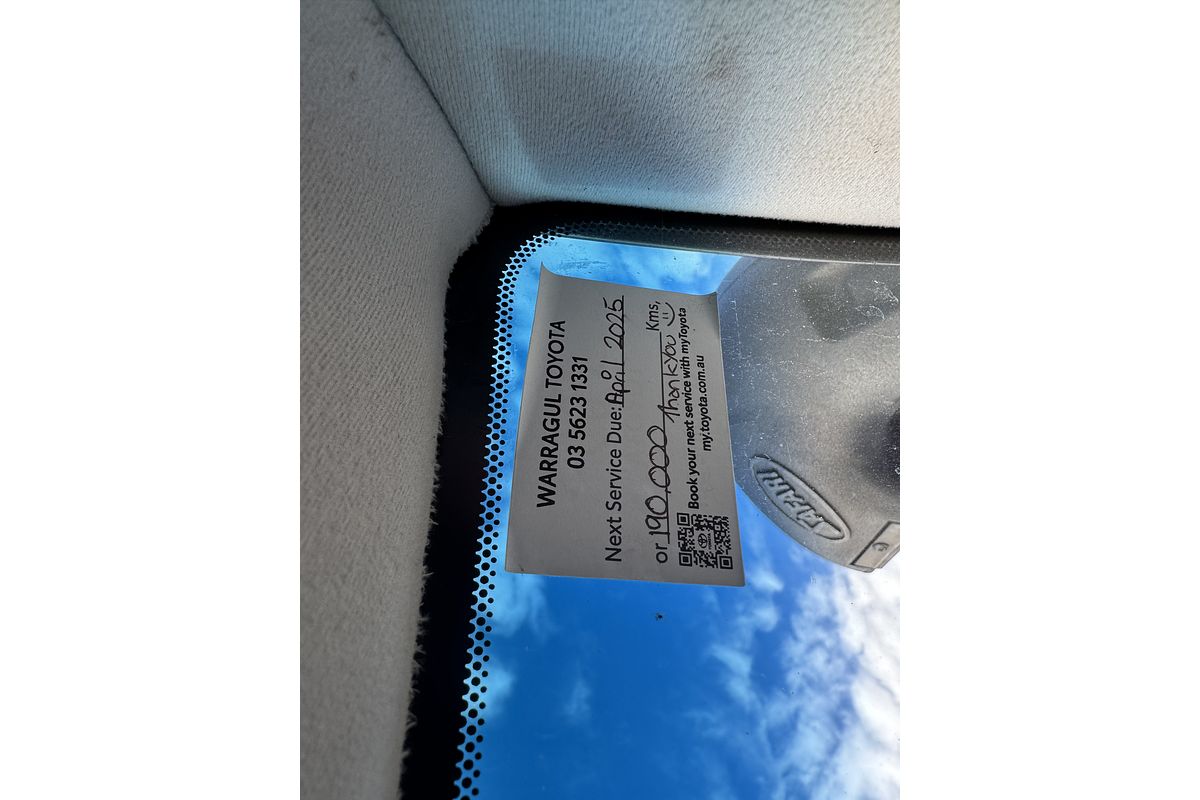 WARRAGUL TOYOTA
03 5623 1331
Next Service Due: April 2025
or 190,000 Thankyou Kms,
Book your next service with myToyota
my.toyota.com.au
SAFARI